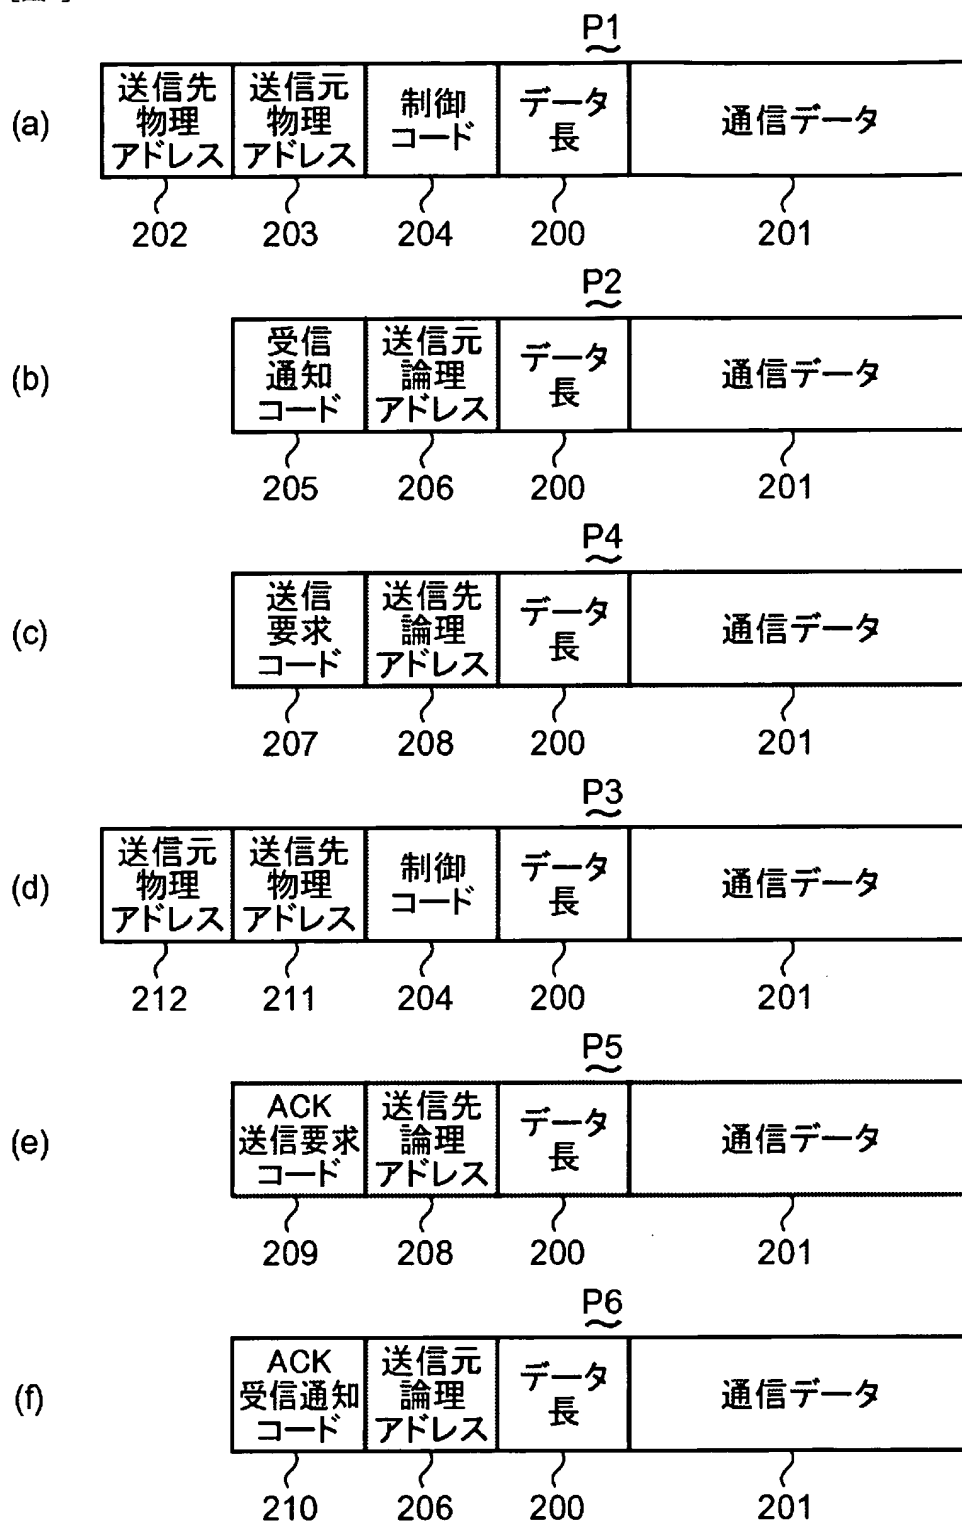 P1
(a)
送信先
物理
アドレス
送信元
物理
アドレス
制御
コード
データ
長
通信データ
202 203 204 200 201
P2
(b)
受信
通知
コード
送信元
論理
アドレス
データ
長
通信データ
205 206 200 201
P4
(c)
送信
要求
コード
送信先
論理
アドレス
データ
長
通信データ
207 208 200 201
P3
(d)
送信元
物理
アドレス
送信先
物理
アドレス
制御
コード
データ
長
通信データ
212 211 204 200 201
P5
(e)
ACK
送信要求
コード
送信先
論理
アドレス
データ
長
通信データ
209 208 200 201
P6
(f)
ACK
受信通知
コード
送信元
論理
アドレス
データ
長
通信データ
210 206 200 201